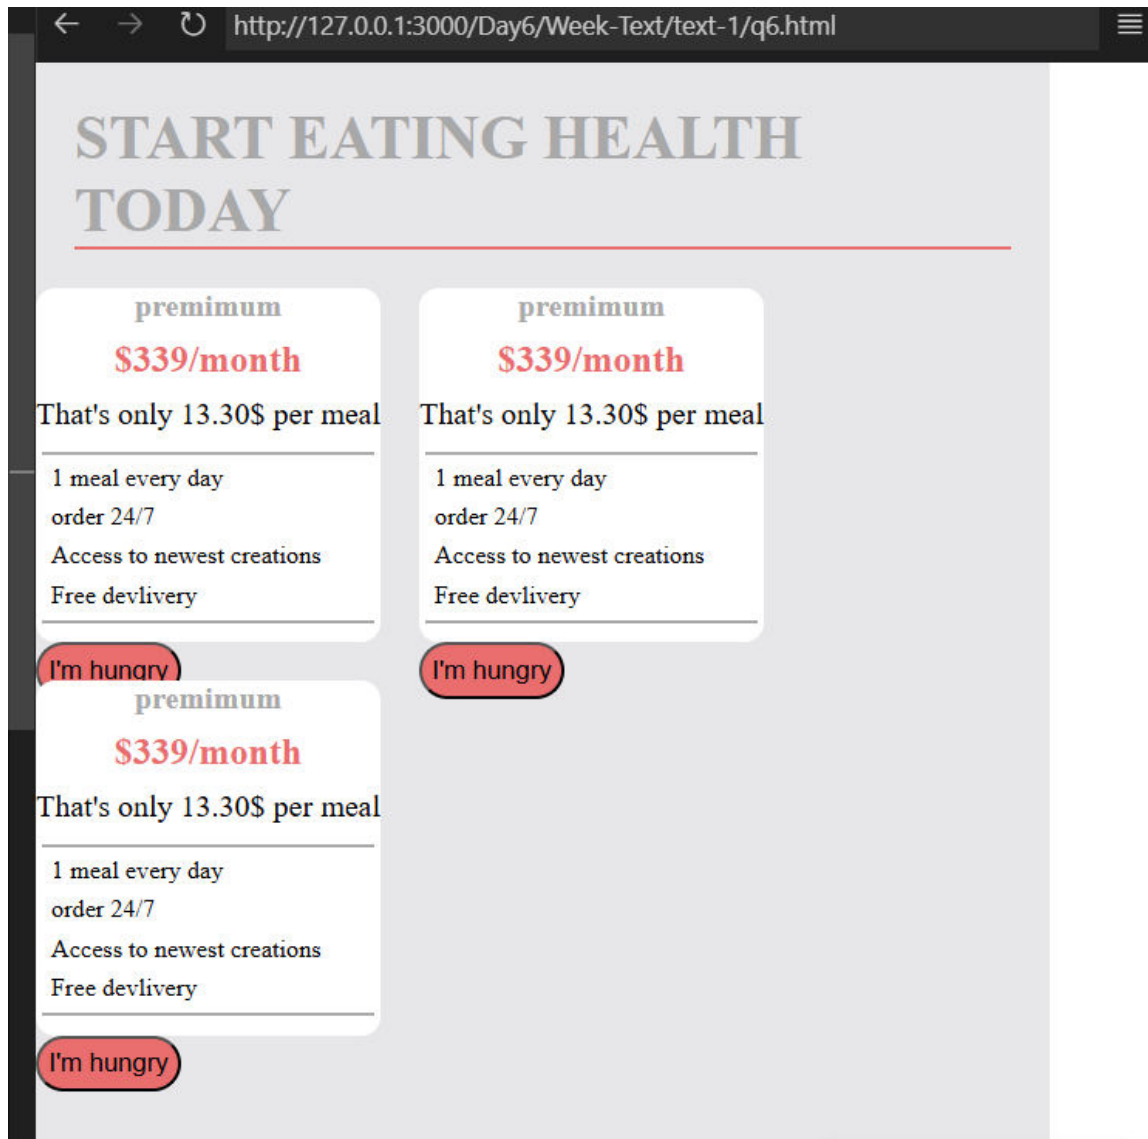 http://127.0.0.1:3000/Day6/Week-Text/text-1/q6.html
START EATING HEALTH
TODAY
premimum
$339/month
That's only 13.30$ per meal
1 meal every day
order 24/7
Access to newest creations
Free devlivery
I'm hungry
premimum
$339/month
That's only 13.30$ per meal
1 meal every day
order 24/7
Access to newest creations
Free devlivery
I'm hungry
premimum
$339/month
That's only 13.30$ per meal
1 meal every day
order 24/7
Access to newest creations
Free devlivery
I'm hungry